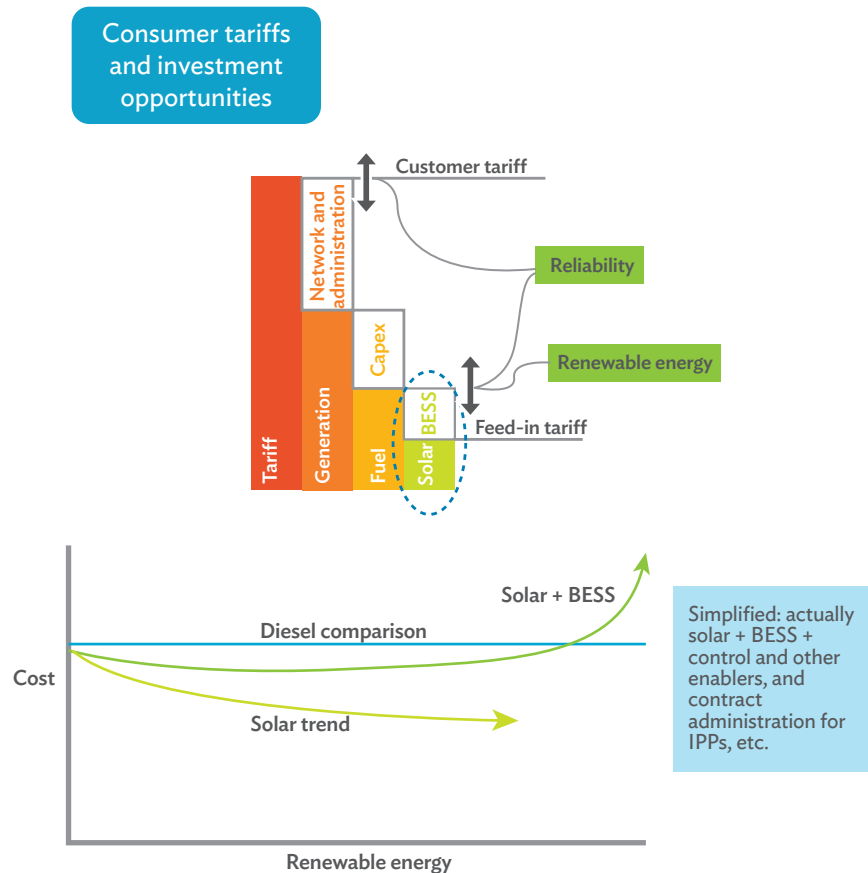 Consumer tariffs
and investment
opportunities
Customer tariff
Network and
administration
Reliability
Capex
Renewable energy
BESS
Feed-in tariff
Tariff
Generation
Fuel
Solar
Solar + BESS
Diesel comparison
Cost
Solar trend
Renewable energy
Simplified: actually
solar + BESS +
control and other
enablers, and
contract
administration for
IPPs, etc.